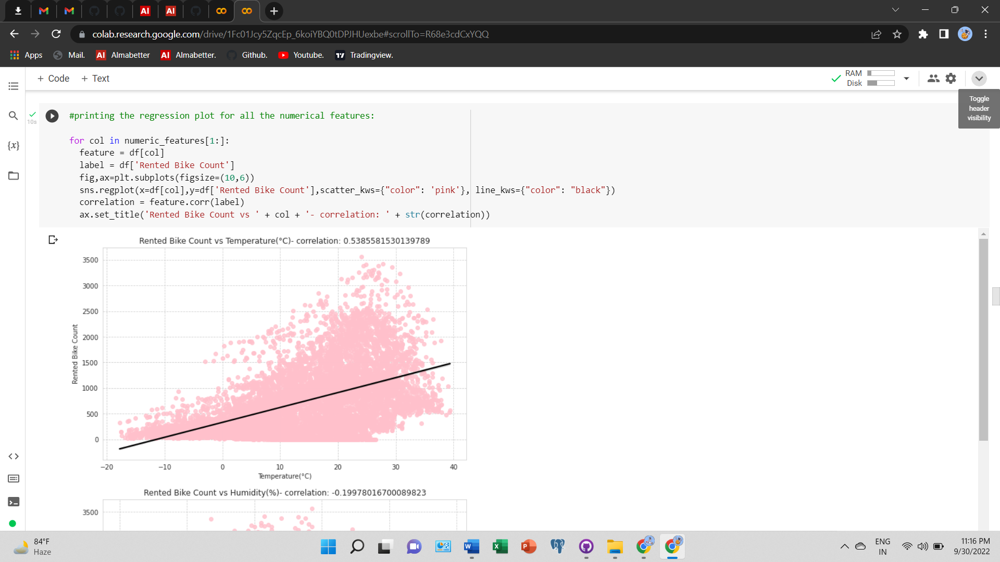 AI
AI
colab.research.google.com/drive/1Fc01Jcy5ZqcEp_6koiYBQ0tDPJHUexbe#scrollTo=R68e3cdCxYQQ
Apps Mail. AI Almabetter AI Almabetter. Github. Youtube. Tradingview.
+ Code + Text
RAM
Disk
Toggle
header
visibility
10s
{x}
#printing the regression plot for all the numerical features:
for col in numeric_features[1:]:
feature = df[col]
label = df['Rented Bike Count']
fig,ax=plt.subplots(figsize=(10,6))
sns.regplot(x=df[col],y=df['Rented Bike Count'],scatter_kws={"color": 'pink'}, line_kws={"color": "black"})
correlation = feature.corr(label)
ax.set_title('Rented Bike Count vs ' + col + '- correlation: ' + str(correlation))
Rented Bike Count vs Temperature(°C)- correlation: 0.5385581530139789
3500
3000
2500
2000
1500
1000
500
0
Rented Bike Count
−20 −10 0 10 20 30 40
Temperature(°C)
Rented Bike Count vs Humidity(%)- correlation: -0.19978016700089823
3500
84°F
Haze
ENG
IN
11:16 PM
9/30/2022